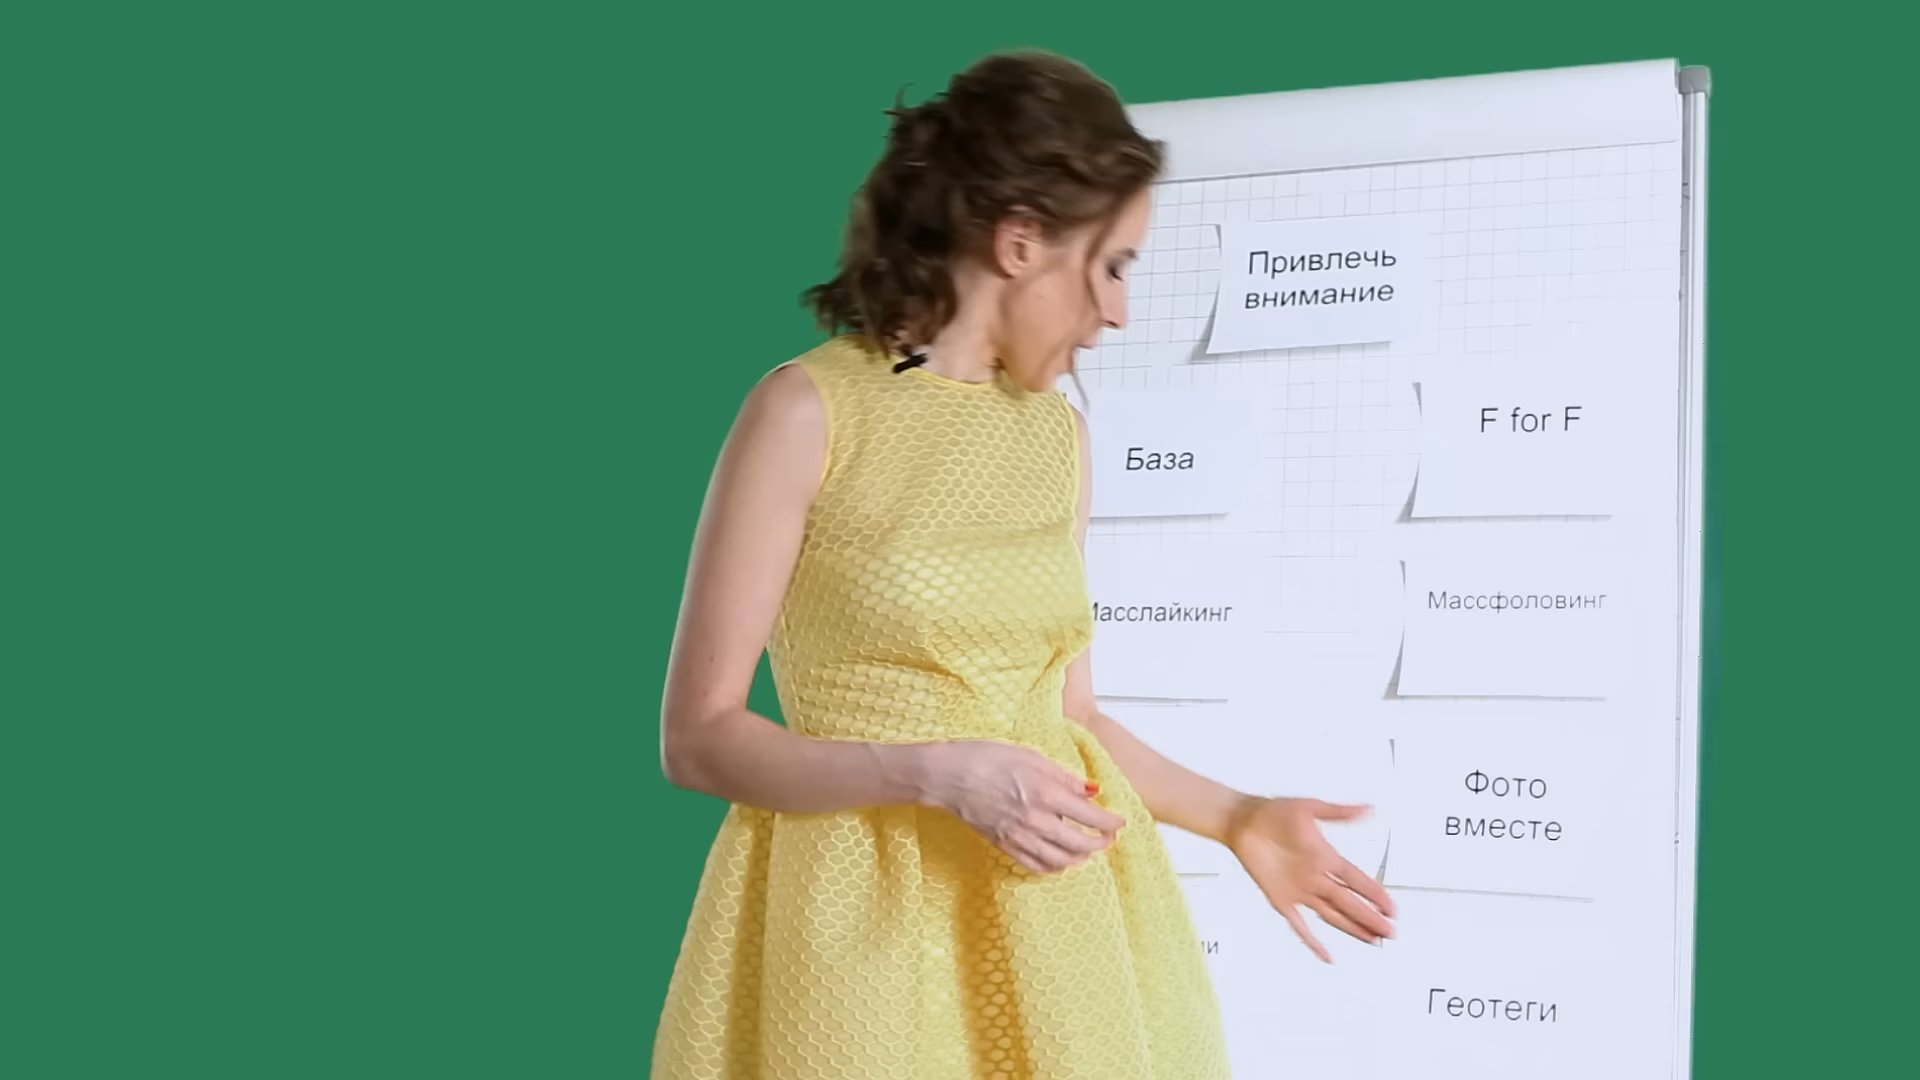 Привлечь
внимание
База
F for F
Масслайкинг
Массфоловинг
Фото
вместе
Геотеги